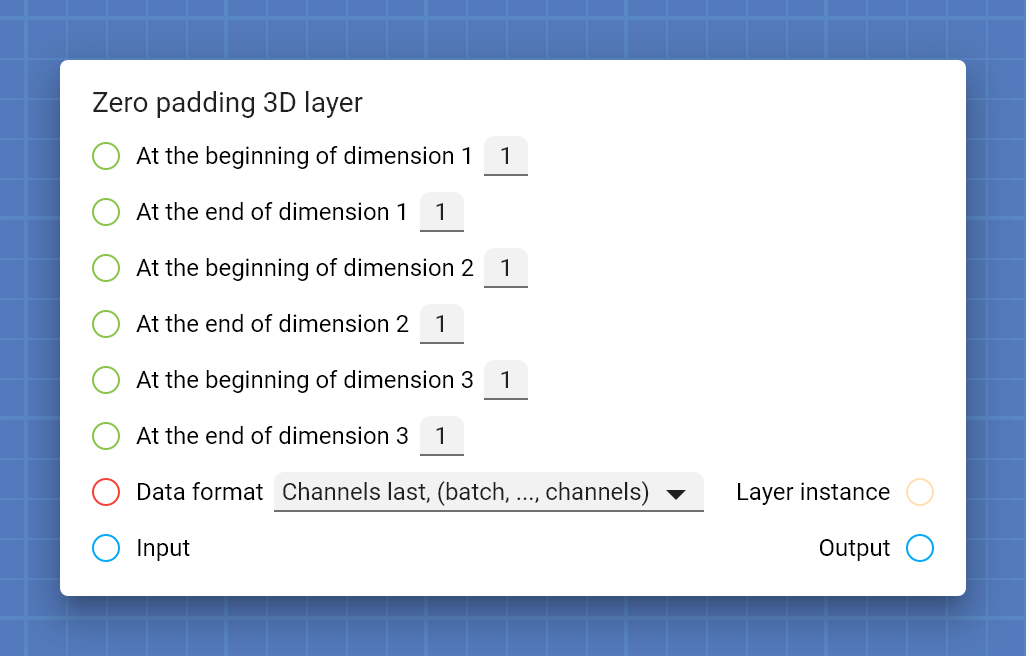 Zero padding 3D layer
At the beginning of dimension 1 1
At the end of dimension 1 1
At the beginning of dimension 2 1
At the end of dimension 2 1
At the beginning of dimension 3 1
At the end of dimension 3 1
Data format Channels last, (batch, ..., channels) Layer instance
Input Output